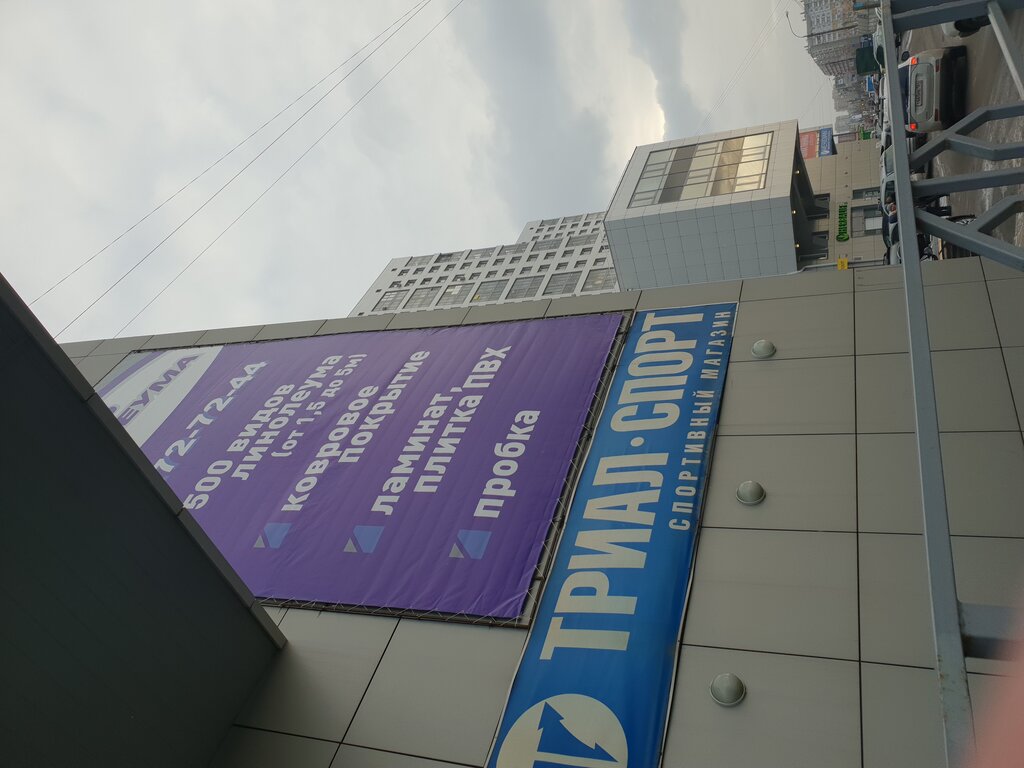 72-72-44
500 видов
линолеума
(от 1,5 до 5м)
ковровое
покрытие
ламинат,
плитка ПВХ
пробка
ТРИАЛ·СПОРТ
СПОРТИВНЫЙ МАГАЗИН